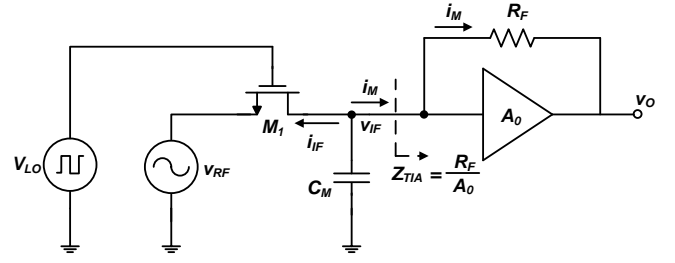 i_M
R_F
i_M
v_O
A_0
M_1
i_IF
v_IF
V_LO
v_RF
C_M
Z_TIA = R_F / A_0